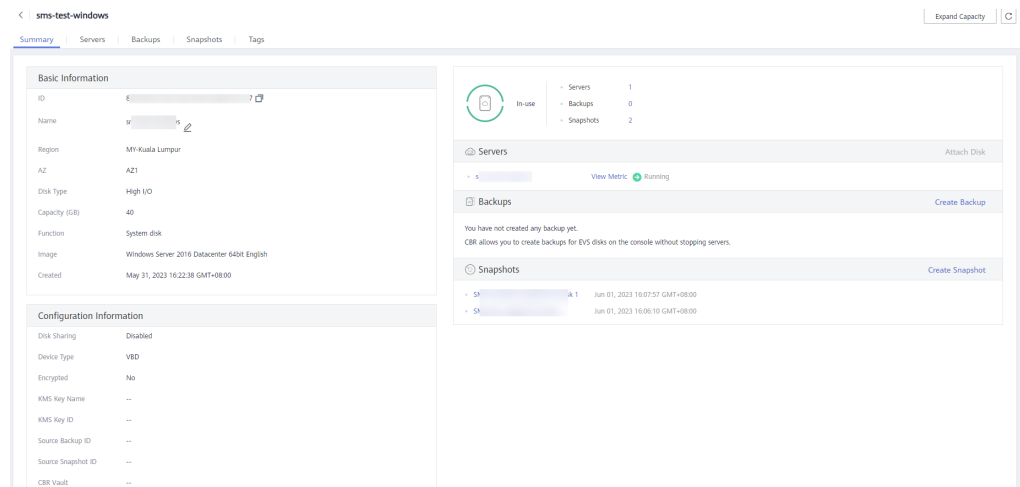 sms-test-windows
Expand Capacity
Summary
Servers
Backups
Snapshots
Tags
Basic Information
ID
Name
Region MY-Kuala Lumpur
AZ AZ1
Disk Type High I/O
Capacity (GB) 40
Function System disk
Image Windows Server 2016 Datacenter 64bit English
Created May 31, 2023 16:22:38 GMT+08:00
Configuration Information
Disk Sharing Disabled
Device Type VBD
Encrypted No
KMS Key Name --
KMS Key ID --
Source Backup ID --
Source Snapshot ID --
CBR Vault --
In-use
Servers 1
Backups 0
Snapshots 2
Servers Attach Disk
View Metric Running
Backups Create Backup
You have not created any backup yet.
CBR allows you to create backups for EVS disks on the console without stopping servers.
Snapshots Create Snapshot
Jun 01, 2023 16:07:57 GMT+08:00
Jun 01, 2023 16:06:10 GMT+08:00